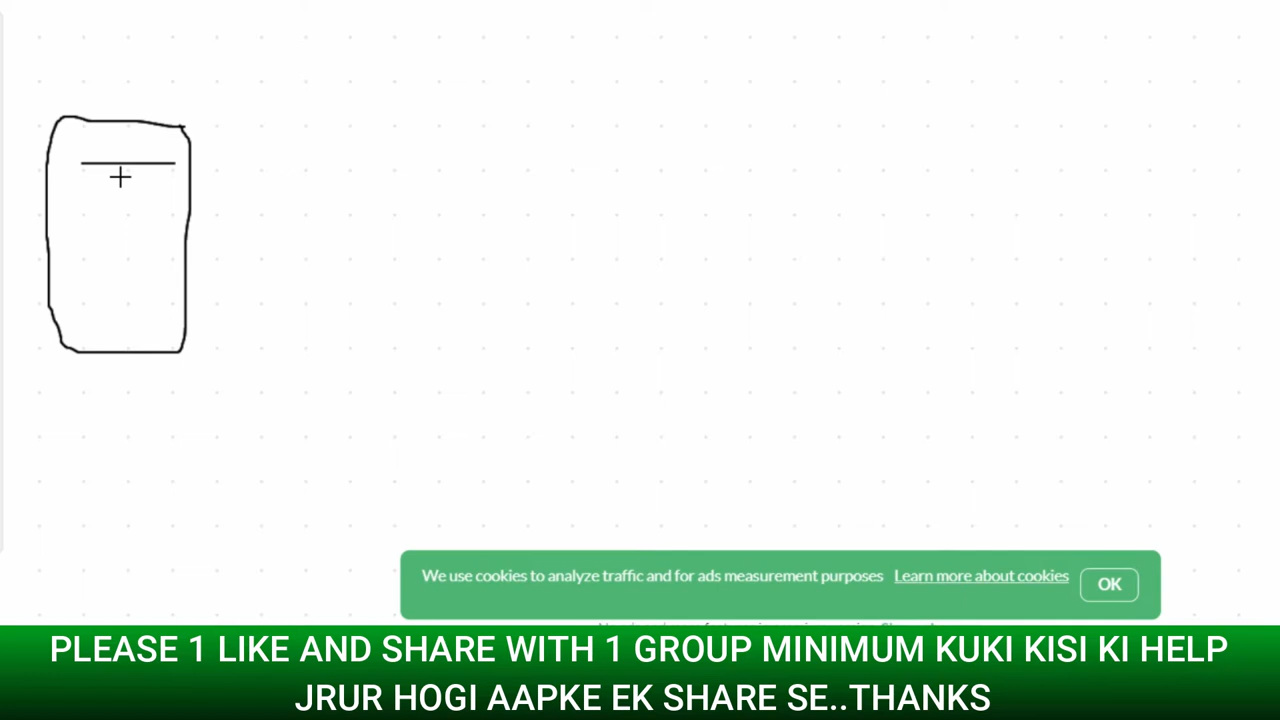 We use cookies to analyze traffic and for ads measurement purposes Learn more about cookies OK
PLEASE 1 LIKE AND SHARE WITH 1 GROUP MINIMUM KUKI KISI KI HELP
JRUR HOGI AAPKE EK SHARE SE..THANKS